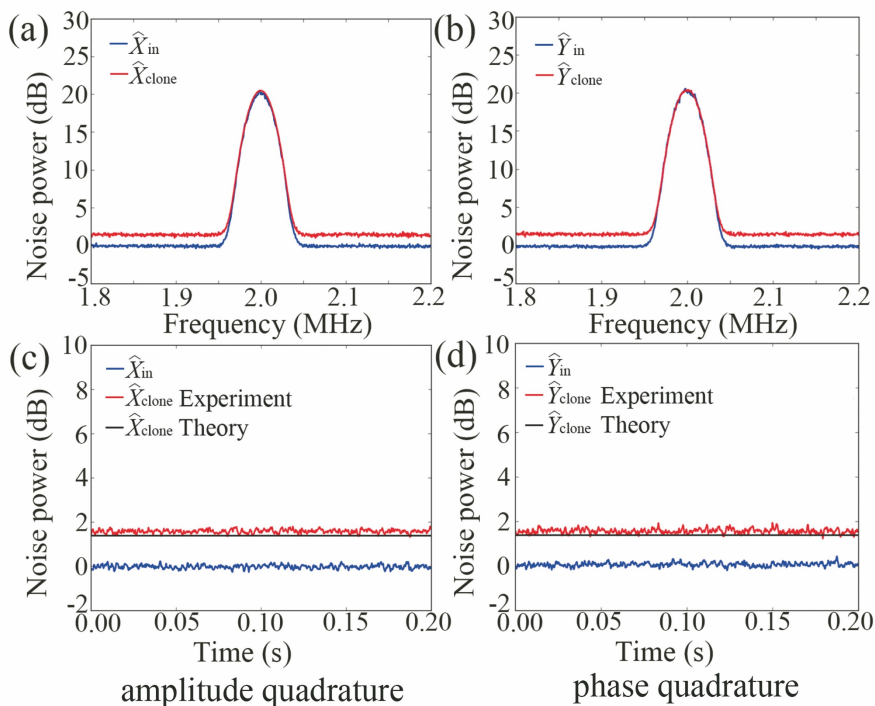 (a)
30
25
20
15
10
5
0
-5
Noise power (dB)
X̂in
X̂clone
1.8 1.9 2.0 2.1 2.2
Frequency (MHz)
(b)
30
25
20
15
10
5
0
-5
Noise power (dB)
Ŷin
Ŷclone
1.8 1.9 2.0 2.1 2.2
Frequency (MHz)
(c)
10
8
6
4
2
0
-2
Noise power (dB)
X̂in
X̂clone Experiment
X̂clone Theory
0.00 0.05 0.10 0.15 0.20
Time (s)
amplitude quadrature
(d)
10
8
6
4
2
0
-2
Noise power (dB)
Ŷin
Ŷclone Experiment
Ŷclone Theory
0.00 0.05 0.10 0.15 0.20
Time (s)
phase quadrature